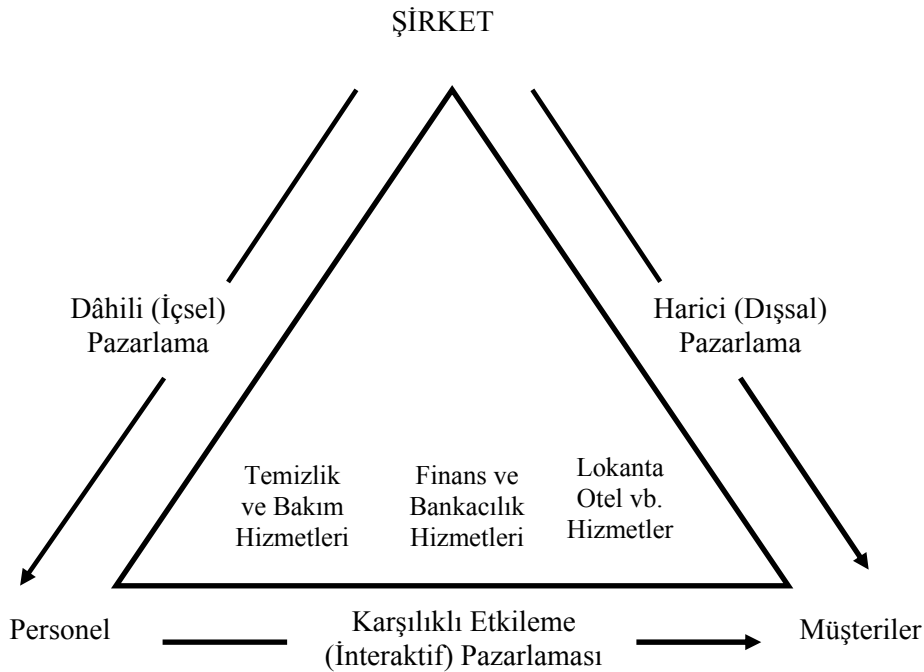 ŞİRKET
Dâhili (İçsel)
Pazarlama
Harici (Dışsal)
Pazarlama
Temizlik
ve Bakım
Hizmetleri
Finans ve
Bankacılık
Hizmetleri
Lokanta
Otel vb.
Hizmetler
Personel
Karşılıklı Etkileme
(İnteraktif) Pazarlaması
Müşteriler